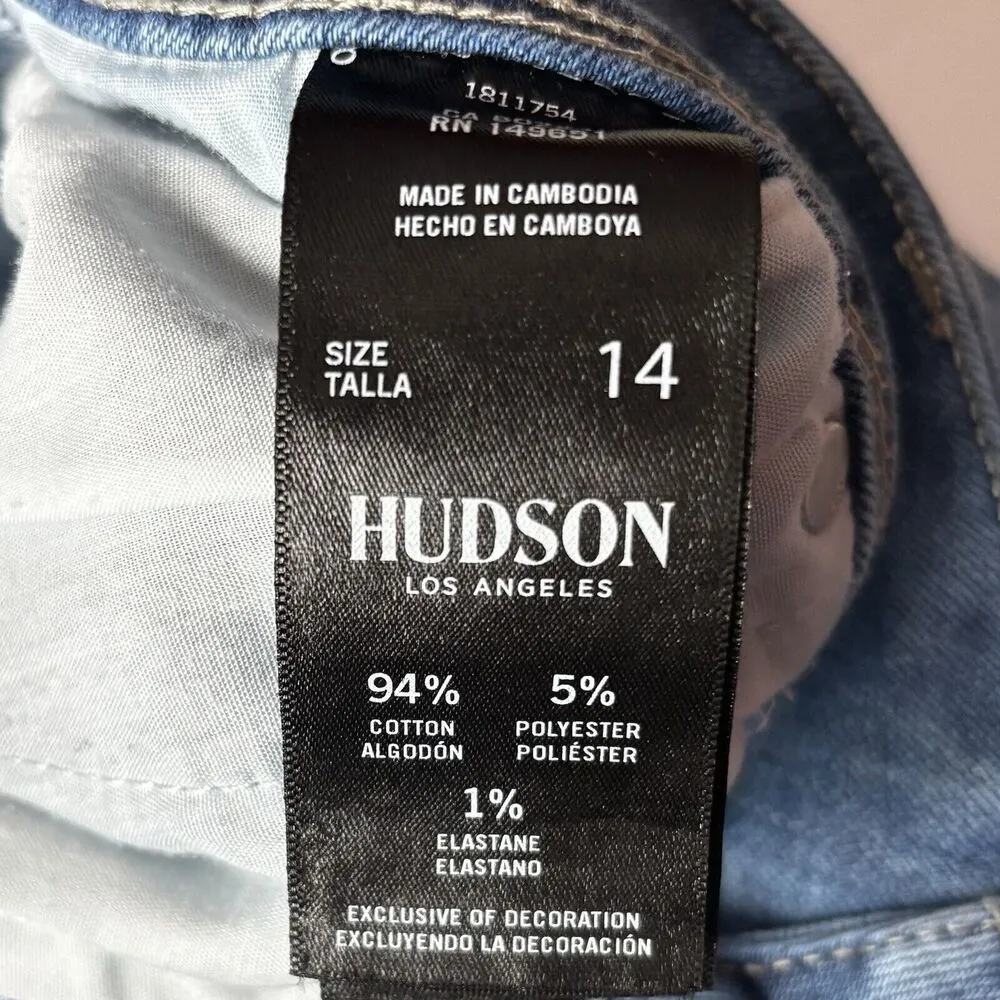 1811754
RN 149651
MADE IN CAMBODIA
HECHO EN CAMBOYA
SIZE 14
TALLA
HUDSON
LOS ANGELES
94% 5%
COTTON POLYESTER
ALGODÓN POLIÉSTER
1%
ELASTANE
ELASTANO
EXCLUSIVE OF DECORATION
EXCLUYENDO LA DECORACIÓN